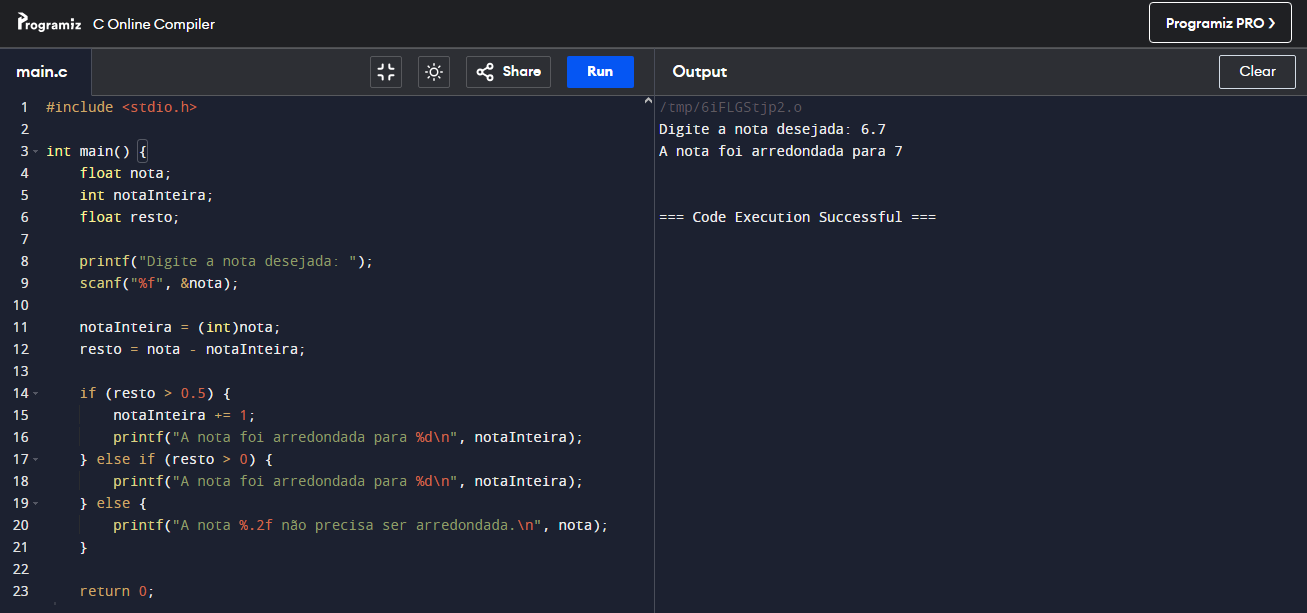 Programiz C Online Compiler
Programiz PRO >
main.c
Share
Run
Output
Clear
1 #include <stdio.h>
2
3 int main() {
4     float nota;
5     int notaInteira;
6     float resto;
7
8     printf("Digite a nota desejada: ");
9     scanf("%f", &nota);
10
11     notaInteira = (int)nota;
12     resto = nota - notaInteira;
13
14     if (resto > 0.5) {
15         notaInteira += 1;
16         printf("A nota foi arredondada para %d\n", notaInteira);
17     } else if (resto > 0) {
18         printf("A nota foi arredondada para %d\n", notaInteira);
19     } else {
20         printf("A nota %.2f não precisa ser arredondada.\n", nota);
21     }
22
23     return 0;
/tmp/6iFLGStjp2.o
Digite a nota desejada: 6.7
A nota foi arredondada para 7
=== Code Execution Successful ===